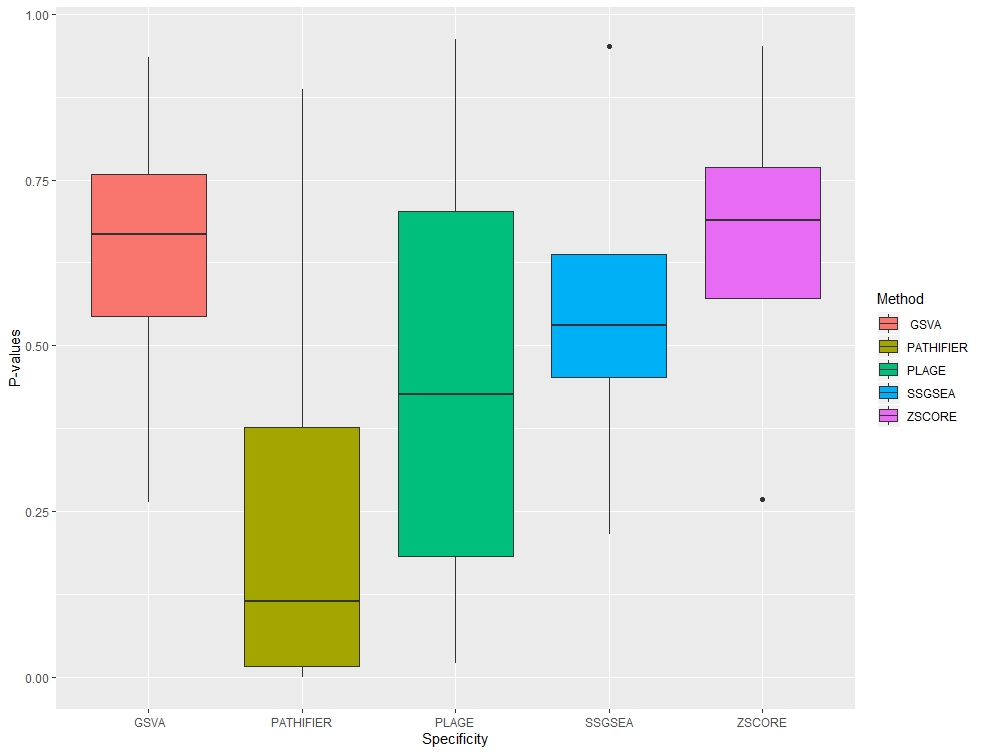 1.00
0.75
0.50
0.25
0.00
P-values
GSVA
PATHIFIER
PLAGE
SSGSEA
ZSCORE
Specificity
Method
GSVA
PATHIFIER
PLAGE
SSGSEA
ZSCORE